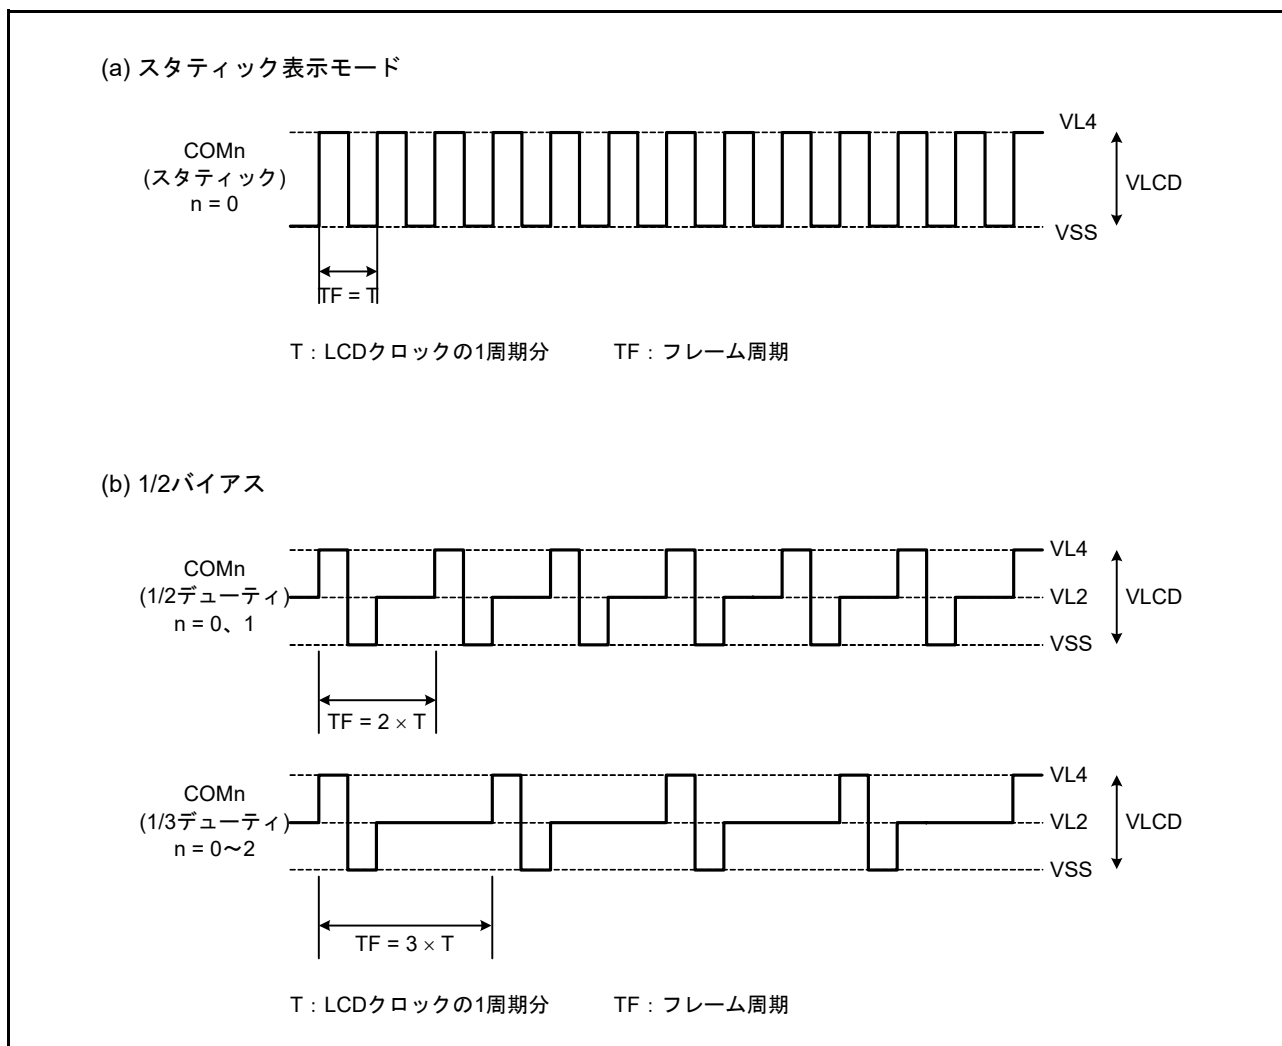 (a) スタティック表示モード
COMn
(スタティック)
n = 0
VL4
VLCD
VSS
TF = T
T：LCDクロックの1周期分　　TF：フレーム周期
(b) 1/2バイアス
COMn
(1/2デューティ)
n = 0、1
VL4
VL2
VLCD
VSS
TF = 2 × T
COMn
(1/3デューティ)
n = 0～2
VL4
VL2
VLCD
VSS
TF = 3 × T
T：LCDクロックの1周期分　　TF：フレーム周期